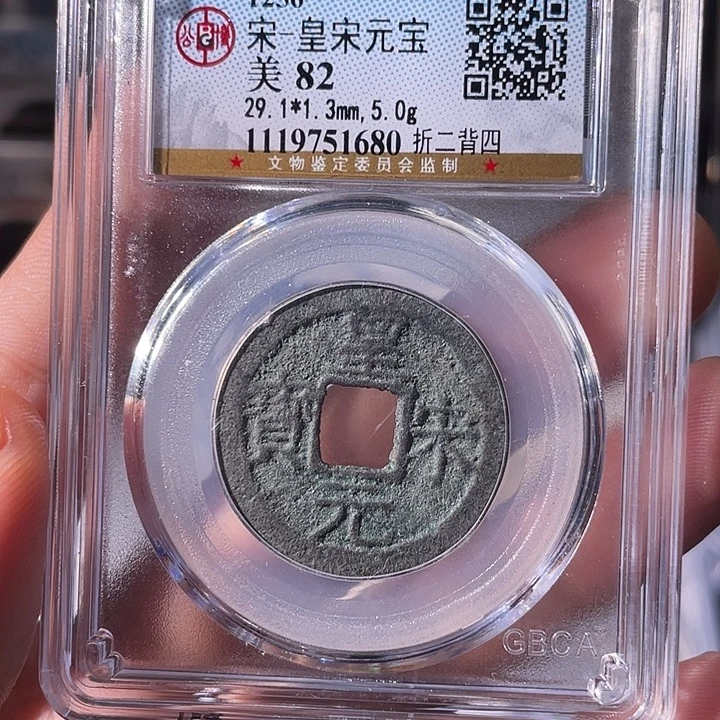 宋-皇宋元宝
美 82
29.1*1.3mm, 5.0g
1119751680 折二背四
★ 文物鉴定委员会监制 ★
皇宋元寶
GBCA